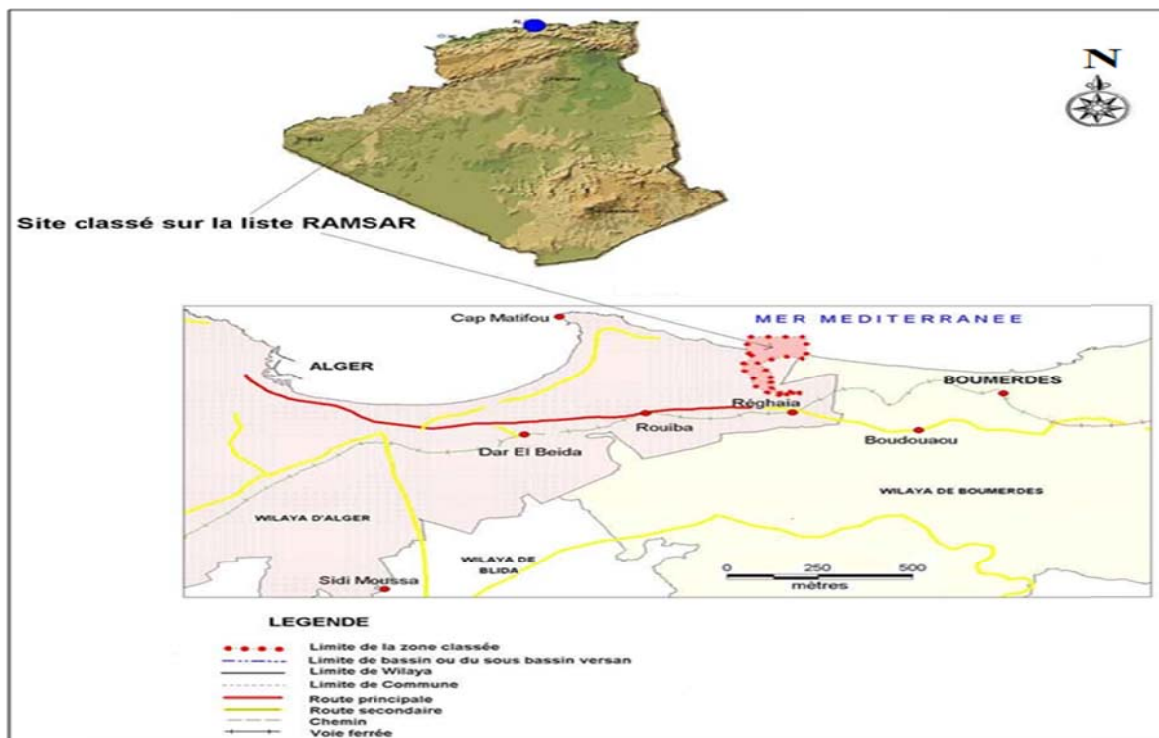 N
Site classé sur la liste RAMSAR
Cap Matifou
MER MEDITERRANEE
ALGER
BOUMERDES
Réghaïa
Rouïba
Boudouaou
Dar El Beida
WILAYA DE BOUMERDES
WILAYA D'ALGER
WILAYA DE
BLIDA
0 250 500
mètres
Sidi Moussa
LEGENDE
Limite de la zone classée
Limite de bassin ou du sous bassin versan
Limite de Wilaya
Limite de Commune
Route principale
Route secondaire
Chemin
Voie ferrée